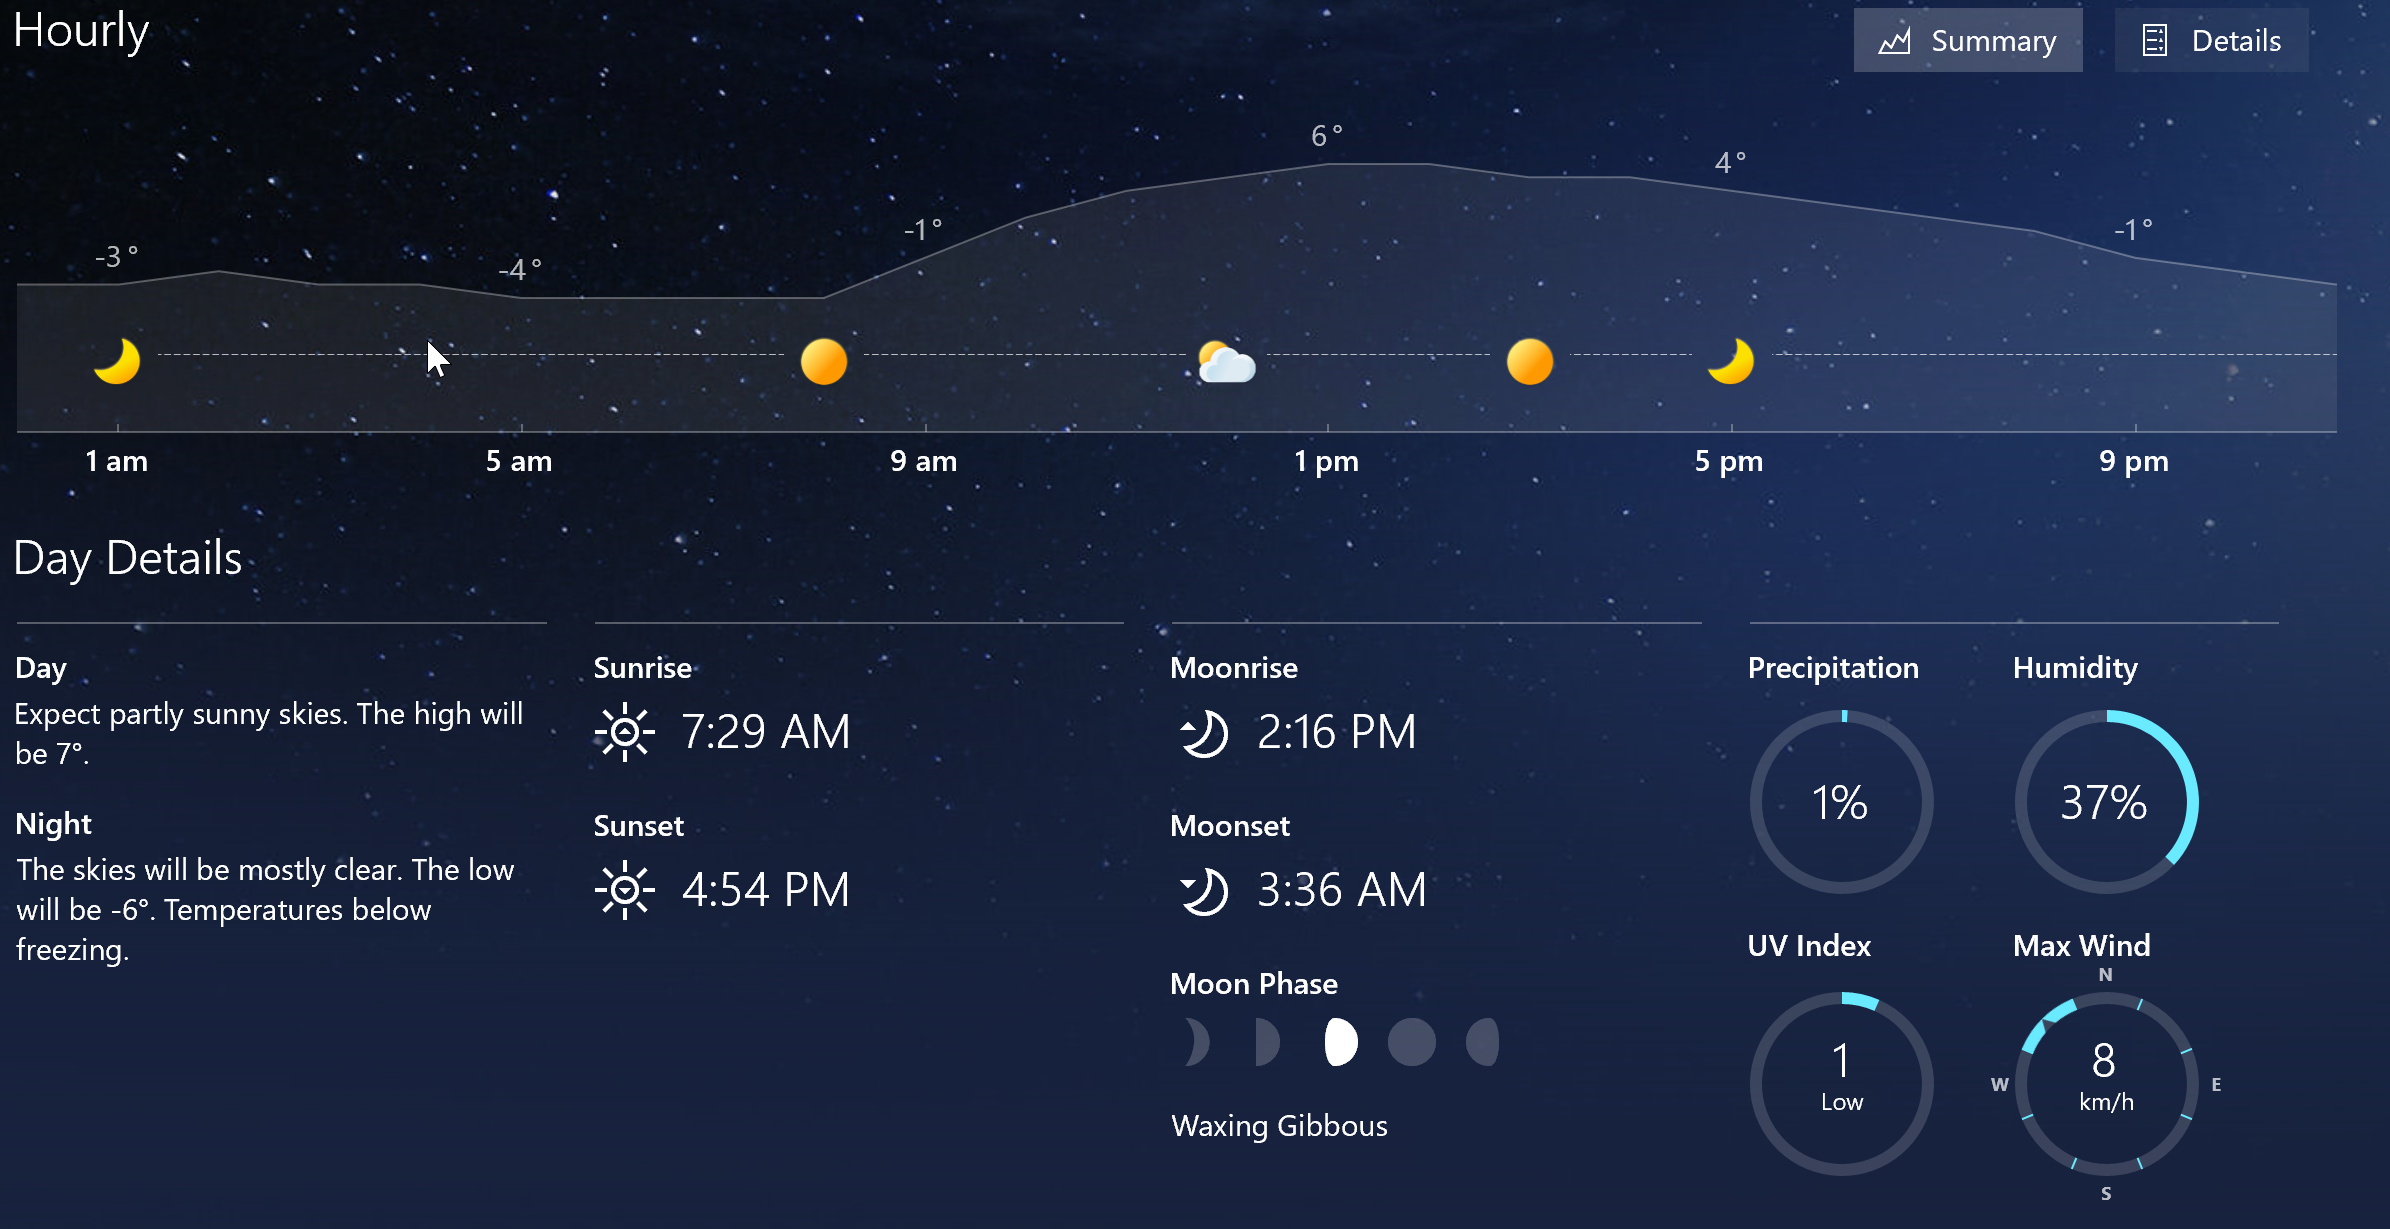 Hourly
Summary
Details
6°
4°
-1°
-1°
-3°
-4°
1 am
5 am
9 am
1 pm
5 pm
9 pm
Day Details
Day
Expect partly sunny skies. The high will
be 7°.
Night
The skies will be mostly clear. The low
will be -6°. Temperatures below
freezing.
Sunrise
7:29 AM
Sunset
4:54 PM
Moonrise
2:16 PM
Moonset
3:36 AM
Moon Phase
Waxing Gibbous
Precipitation
1%
Humidity
37%
UV Index
1
Low
Max Wind
N
W
8
E
km/h
S